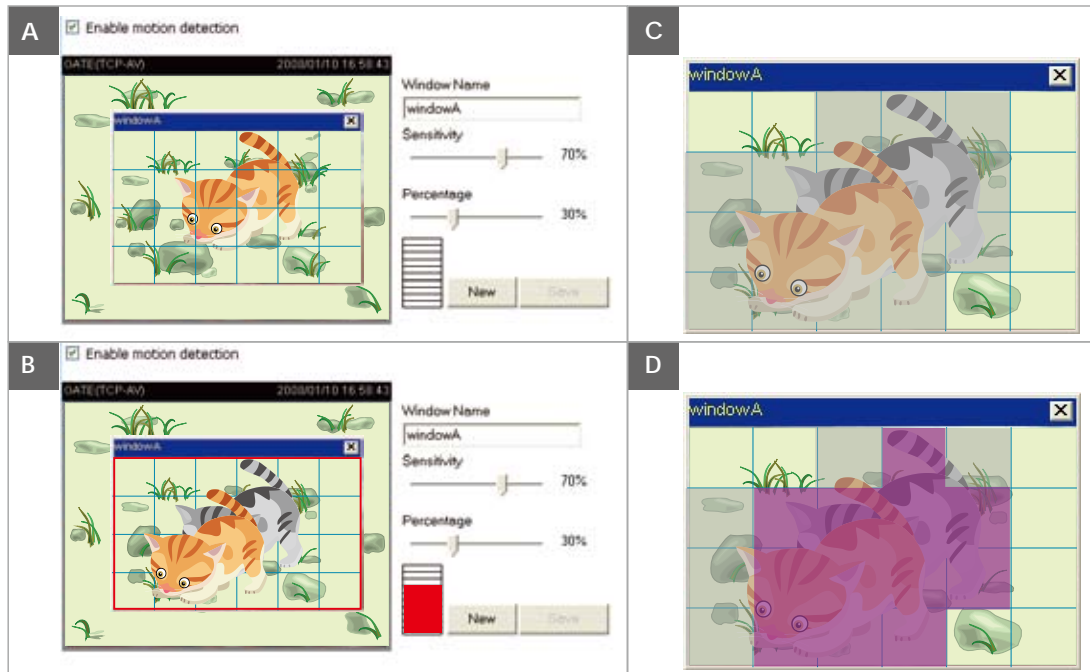 A
Enable motion detection
GATE(TCP-AV) 2008/01/10 16:58:43
windowA
Window Name
windowA
Sensitivity
70%
Percentage
30%
New Save
C
windowA
B
Enable motion detection
GATE(TCP-AV) 2008/01/10 16:58:43
windowA
Window Name
windowA
Sensitivity
70%
Percentage
30%
New Save
D
windowA